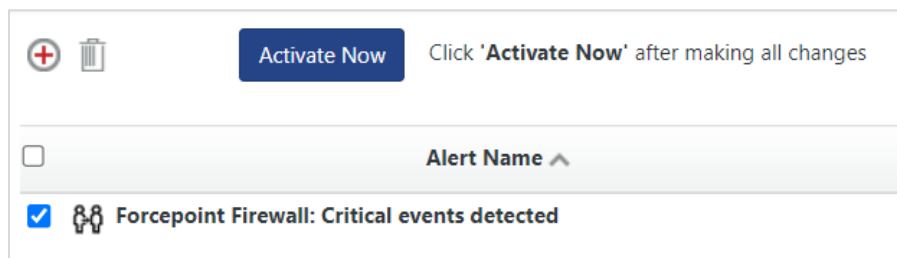 Activate Now Click 'Activate Now' after making all changes
Alert Name
Forcepoint Firewall: Critical events detected